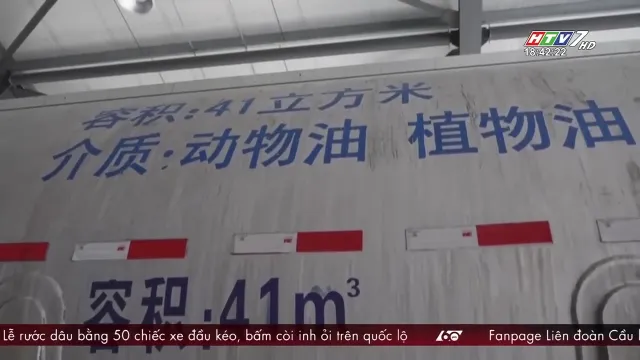 HTV7 HD
18:42:22
容积:41立方米
介质:动物油 植物油
容积:41m³
Lễ rước dâu bằng 50 chiếc xe đầu kéo, bấm còi inh ỏi trên quốc lộ 60 Fanpage Liên đoàn Cầu